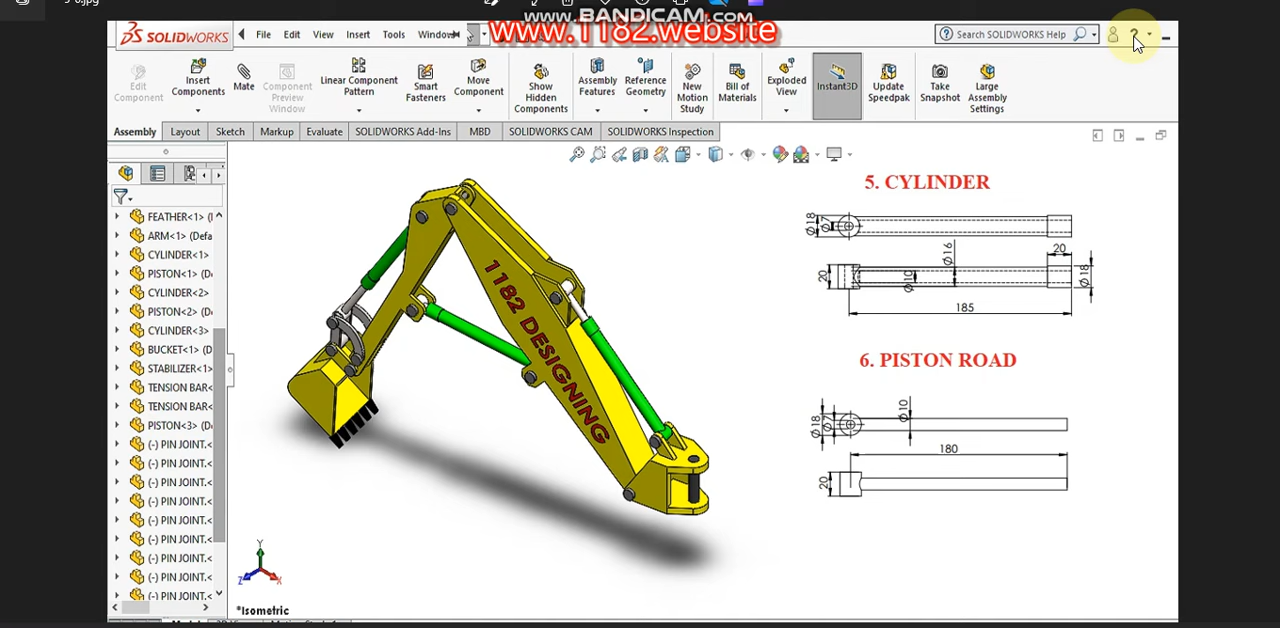 www.BANDICAM.com
www.1182.website
SOLIDWORKS
File Edit View Insert Tools Window
Search SOLIDWORKS Help
Edit Component
Insert Components
Mate
Component Preview Window
Linear Component Pattern
Smart Fasteners
Move Component
Show Hidden Components
Assembly Features
Reference Geometry
New Motion Study
Bill of Materials
Exploded View
Instant3D
Update Speedpak
Take Snapshot
Large Assembly Settings
Assembly Layout Sketch Markup Evaluate SOLIDWORKS Add-Ins MBD SOLIDWORKS CAM SOLIDWORKS Inspection
FEATHER<1> (
ARM<1> (Defa
CYLINDER<1>
PISTON<1> (D
CYLINDER<2>
PISTON<2> (D
CYLINDER<3>
BUCKET<1> (D
STABILIZER<1>
TENSION BAR
TENSION BAR
PISTON<3> (D
(-) PIN JOINT.<
(-) PIN JOINT.<
(-) PIN JOINT.<
(-) PIN JOINT.<
(-) PIN JOINT.<
(-) PIN JOINT.<
(-) PIN JOINT.<
(-) PIN JOINT.<
(-) PIN JOINT.<
1182 DESIGNING
Y
Z
X
*Isometric
5. CYLINDER
Ø18
Ø7
20
Ø16
Ø10
20
Ø18
185
6. PISTON ROAD
Ø18
Ø7
Ø10
180
20